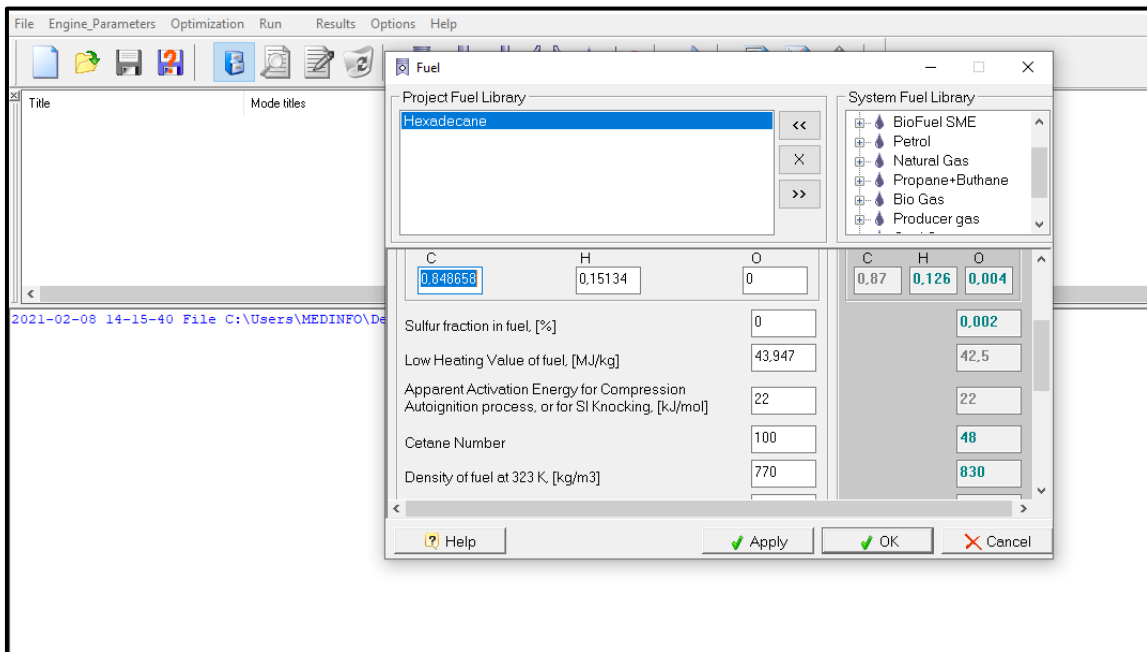 File Engine_Parameters Optimization Run Results Options Help
Fuel
Title Mode titles
Project Fuel Library
Hexadecane
<<
X
>>
System Fuel Library
BioFuel SME
Petrol
Natural Gas
Propane+Buthane
Bio Gas
Producer gas
C H O
0,848658 0,15134 0
C H O
0,87 0,126 0,004
Sulfur fraction in fuel, [%] 0 0,002
Low Heating Value of fuel, [MJ/kg] 43,947 42,5
Apparent Activation Energy for Compression
Autoignition process, or for SI Knocking, [kJ/mol] 22 22
Cetane Number 100 48
Density of fuel at 323 K, [kg/m3] 770 830
Help Apply OK Cancel
2021-02-08 14-15-40 File C:\Users\MEDINFO\De